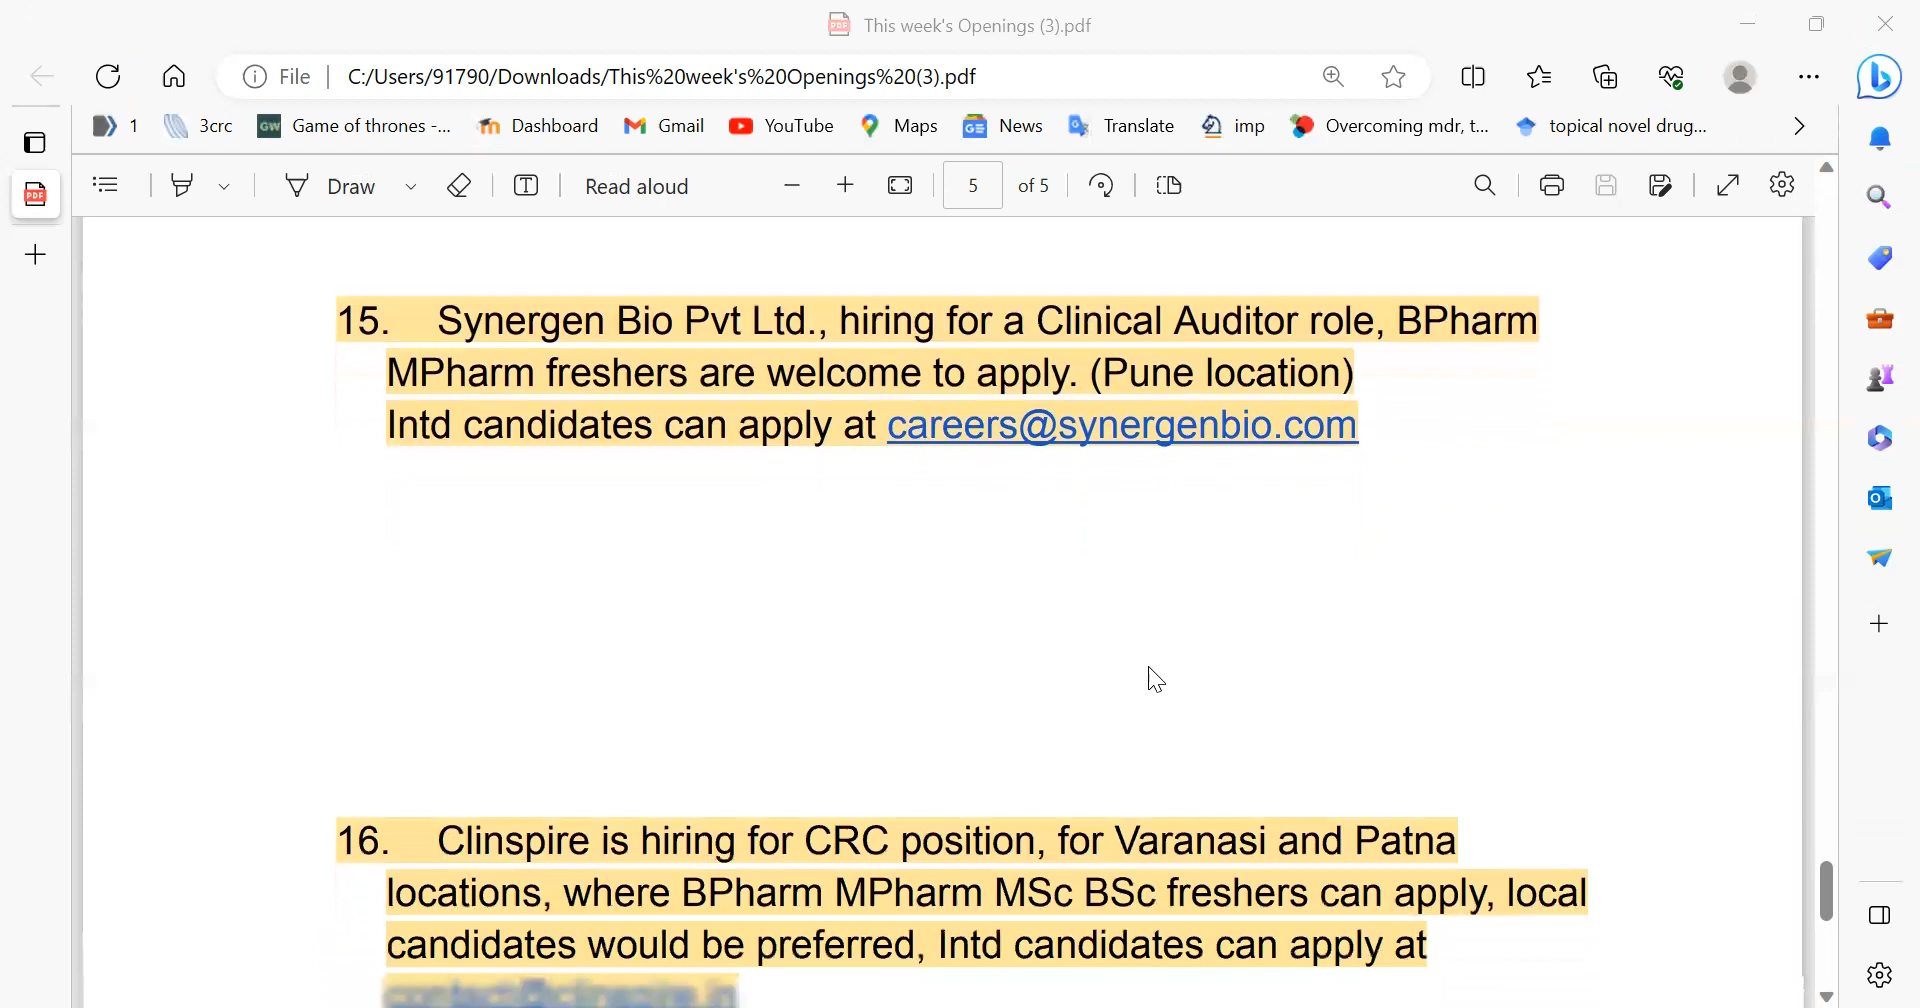 This week's Openings (3).pdf
File C:/Users/91790/Downloads/This%20week's%20Openings%20(3).pdf
1 3crc GW Game of thrones -... Dashboard Gmail YouTube Maps News Translate imp Overcoming mdr, t... topical novel drug...
Draw Read aloud 5 of 5
15. Synergen Bio Pvt Ltd., hiring for a Clinical Auditor role, BPharm
MPharm freshers are welcome to apply. (Pune location)
Intd candidates can apply at careers@synergenbio.com
16. Clinspire is hiring for CRC position, for Varanasi and Patna
locations, where BPharm MPharm MSc BSc freshers can apply, local
candidates would be preferred, Intd candidates can apply at